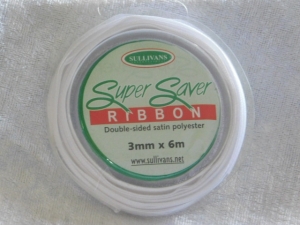 SULLIVANS
Super Saver
RIBBON
Double-sided satin polyester
3mm x 6m
www.sullivans.net